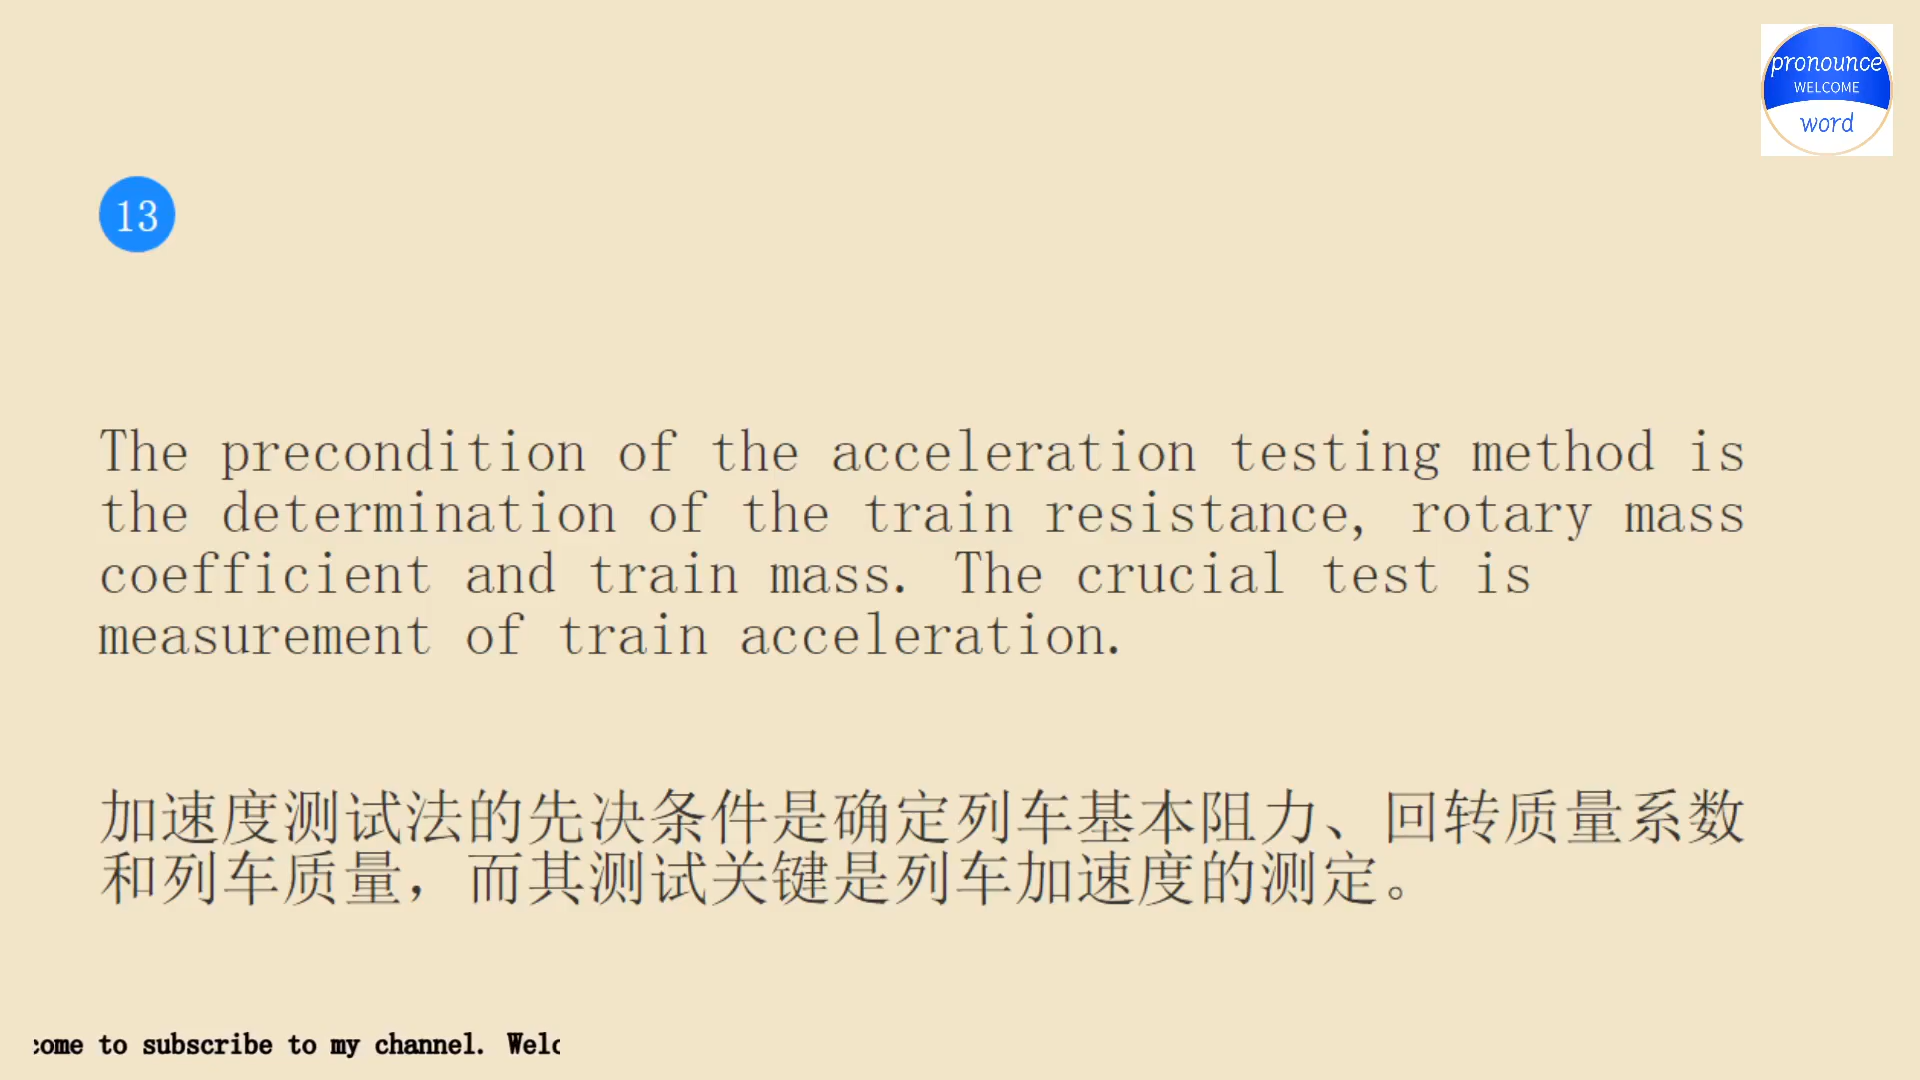 pronounce
WELCOME
word
13
The precondition of the acceleration testing method is
the determination of the train resistance, rotary mass
coefficient and train mass. The crucial test is
measurement of train acceleration.
加速度测试法的先决条件是确定列车基本阻力、回转质量系数
和列车质量，而其测试关键是列车加速度的测定。
come to subscribe to my channel. Welc